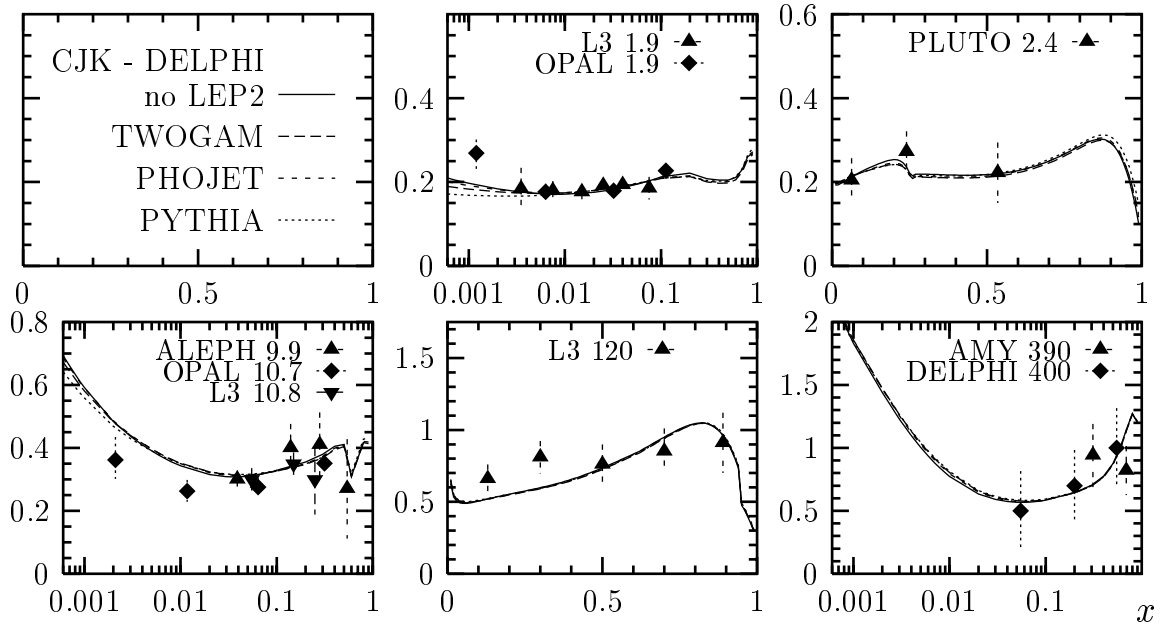 CJK - DELPHI
no LEP2
TWOGAM
PHOJET
PYTHIA
0 0.5 1
L3 1.9
OPAL 1.9
0.4
0.2
0
0.001 0.01 0.1 1
PLUTO 2.4
0.6
0.4
0.2
0
0 0.5 1
ALEPH 9.9
OPAL 10.7
L3 10.8
0.8
0.6
0.4
0.2
0
0.001 0.01 0.1 1
L3 120
1.5
1
0.5
0
0 0.5 1
AMY 390
DELPHI 400
2
1.5
1
0.5
0
0.001 0.01 0.1 1
x